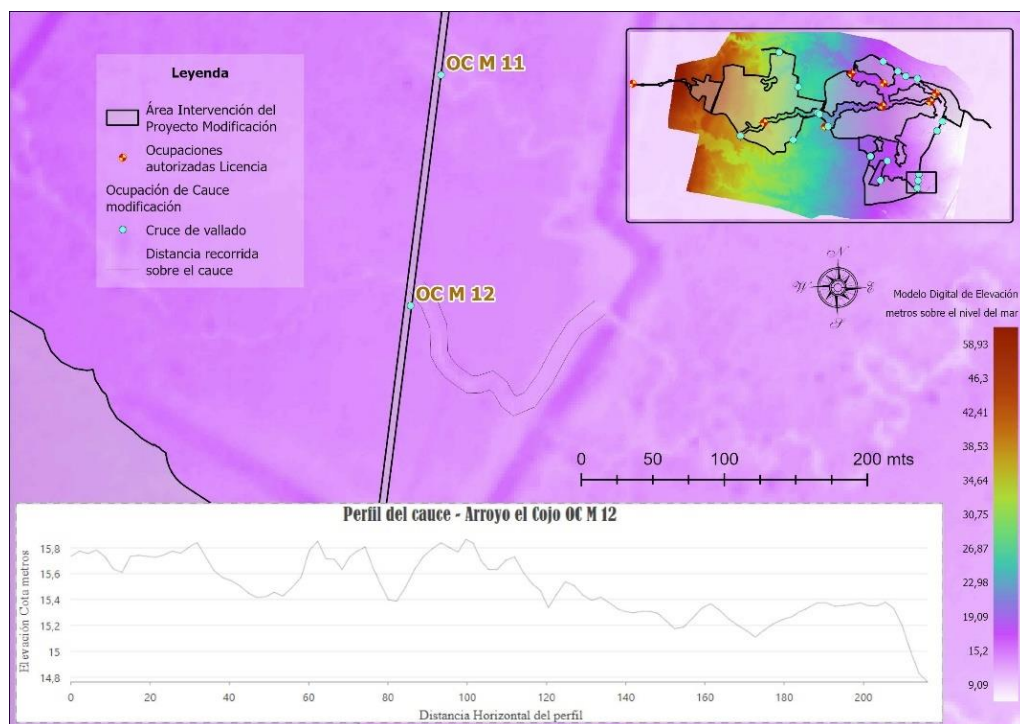 OC M 11
Leyenda
Área Intervención del
Proyecto Modificación
Ocupaciones
autorizadas Licencia
Ocupación de Cauce
modificación
Cruce de vallado
Distancia recorrida
sobre el cauce
OC M 12
N
W
E
S
Modelo Digital de Elevación
metros sobre el nivel del mar
58,93
46,3
42,41
38,53
34,64
30,75
26,87
22,98
19,09
15,2
9,09
0 50 100 200 mts
Perfil del cauce - Arroyo el Cojo OC M 12
Elevación Cota metros
15,8
15,6
15,4
15,2
15
14,8
0 20 40 60 80 100 120 140 160 180 200
Distancia Horizontal del perfil